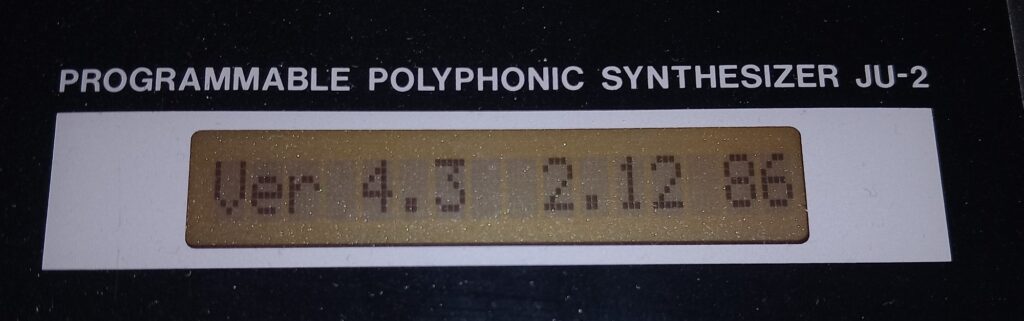 PROGRAMMABLE POLYPHONIC SYNTHESIZER JU-2
Ver 4.3 2.12 86